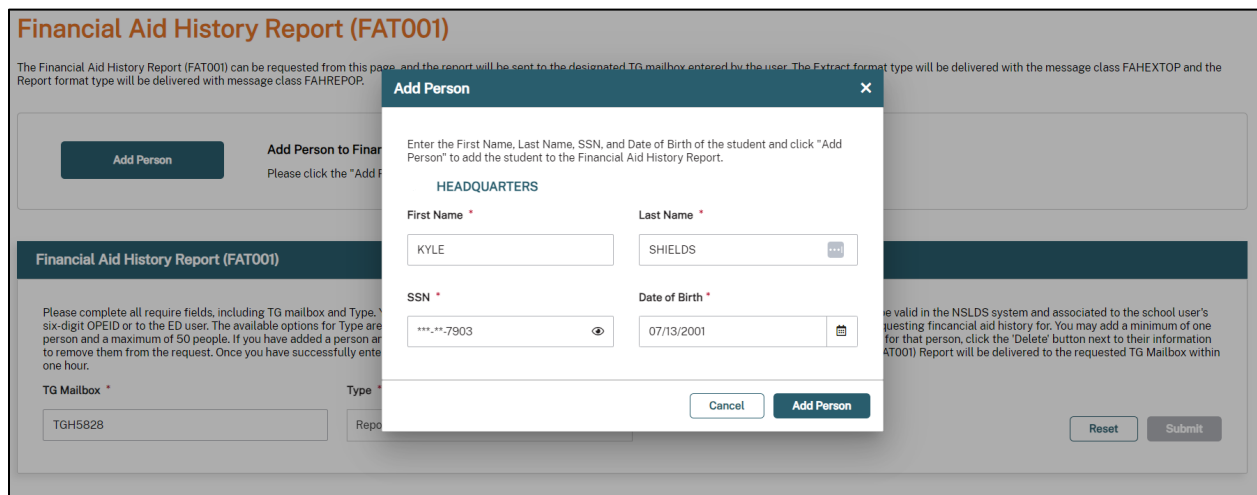 Financial Aid History Report (FAT001)
The Financial Aid History Report (FAT001) can be requested from this page, and the report will be sent to the designated TG mailbox entered by the user. The Extract format type will be delivered with the message class FAHEXTOP and the
Report format type will be delivered with message class FAHREPOP.
Add Person
Add Person to Finan
Please click the "Add
Add Person
Enter the First Name, Last Name, SSN, and Date of Birth of the student and click "Add
Person" to add the student to the Financial Aid History Report.
HEADQUARTERS
First Name *
Last Name *
KYLE
SHIELDS
SSN *
Date of Birth *
***-**-7903
07/13/2001
Cancel
Add Person
Financial Aid History Report (FAT001)
Please complete all require fields, including TG mailbox and Type. be valid in the NSLDS system and associated to the school user's
six-digit OPEID or to the ED user. The available options for Type are questing fincancial aid history for. You may add a minimum of one
person and a maximum of 50 people. If you have added a person an for that person, click the 'Delete' button next to their information
to remove them from the request. Once you have successfully ente AT001) Report will be delivered to the requested TG Mailbox within
one hour.
TG Mailbox *
Type *
TGH5828
Repo
Reset
Submit